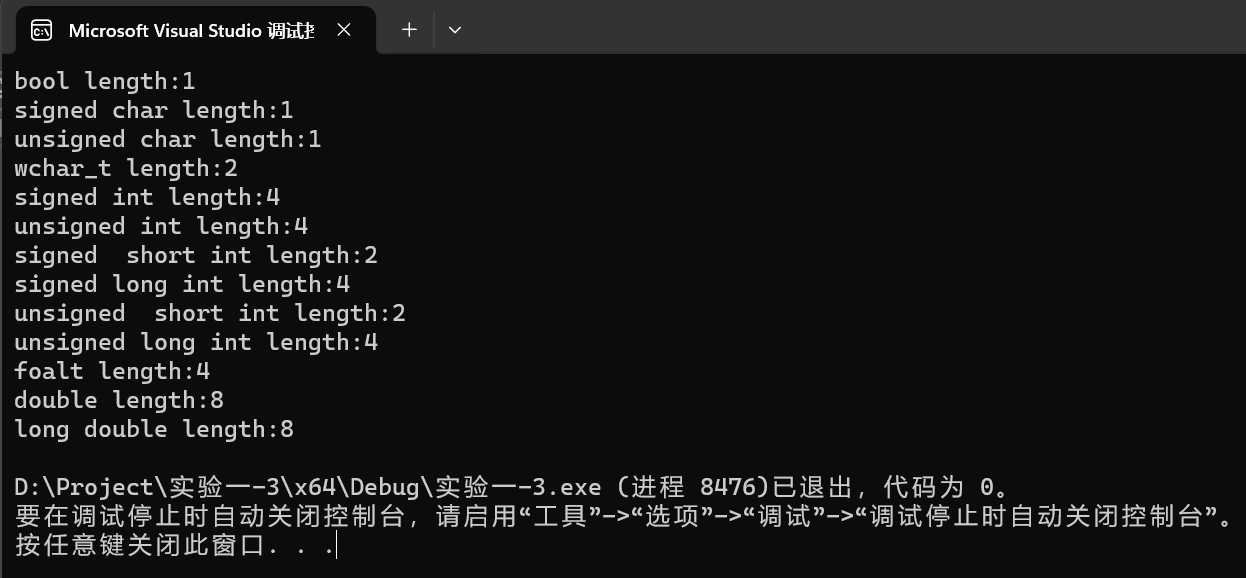 Microsoft Visual Studio 调试
bool length:1
signed char length:1
unsigned char length:1
wchar_t length:2
signed int length:4
unsigned int length:4
signed  short int length:2
signed long int length:4
unsigned  short int length:2
unsigned long int length:4
foalt length:4
double length:8
long double length:8
D:\Project\实验一-3\x64\Debug\实验一-3.exe (进程 8476)已退出，代码为 0。
要在调试停止时自动关闭控制台，请启用“工具”->“选项”->“调试”->“调试停止时自动关闭控制台”。
按任意键关闭此窗口. . .